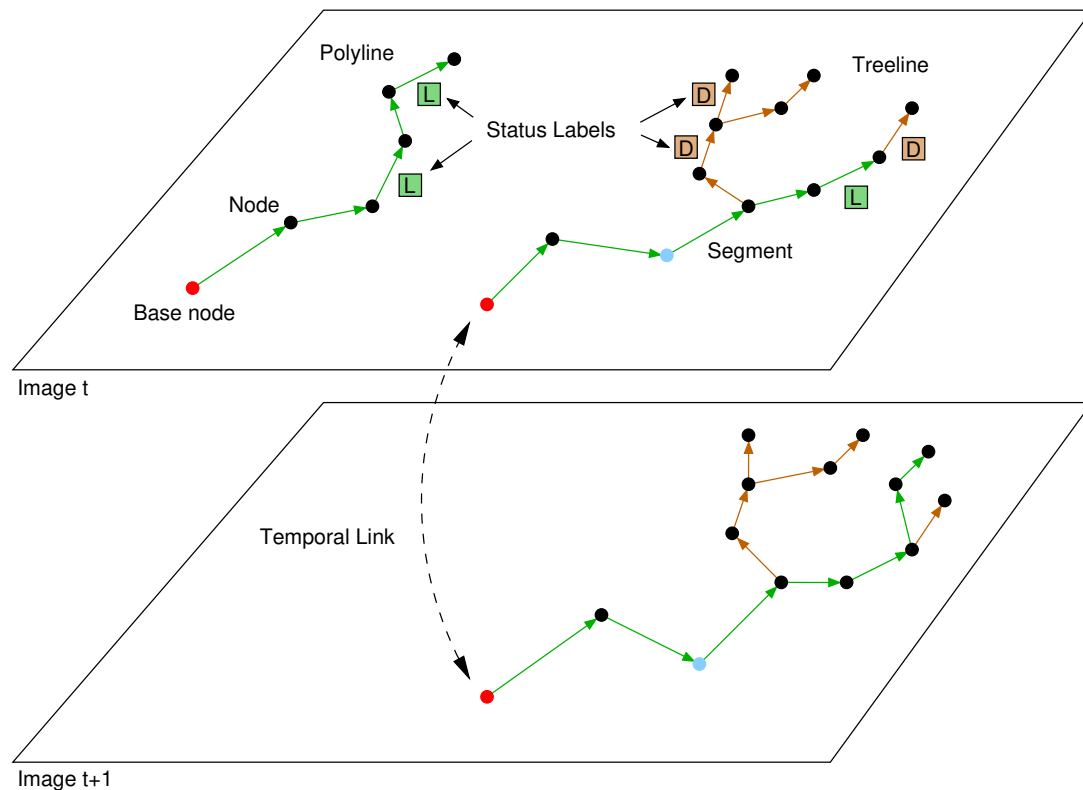 Polyline
Treeline
L
D
Status Labels
D
D
L
L
Node
Segment
Base node
Image t
Temporal Link
Image t+1